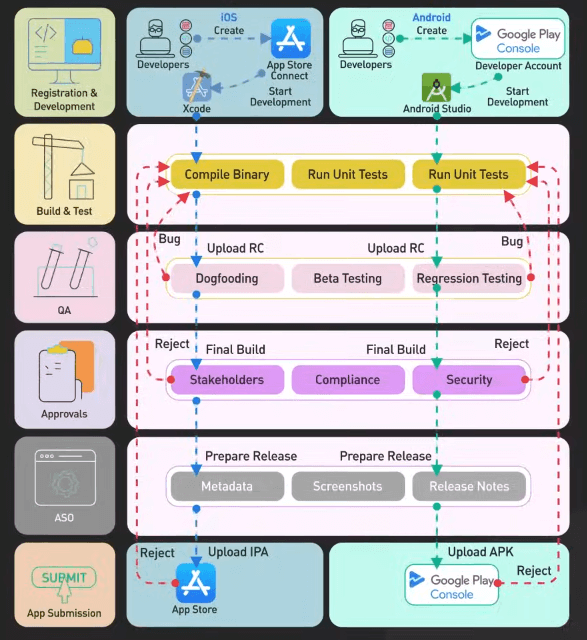 iOS
Create
Developers
App Store
Connect
Start
Development
Xcode
Android
Create
Developers
Google Play
Console
Developer Account
Start
Development
Android Studio
Registration &
Development
Build & Test
Compile Binary
Run Unit Tests
Run Unit Tests
Bug
Upload RC
Upload RC
Bug
QA
Dogfooding
Beta Testing
Regression Testing
Reject
Final Build
Final Build
Reject
Approvals
Stakeholders
Compliance
Security
Prepare Release
Prepare Release
ASO
Metadata
Screenshots
Release Notes
Reject
Upload IPA
Upload APK
Reject
SUBMIT
App Submission
App Store
Google Play
Console